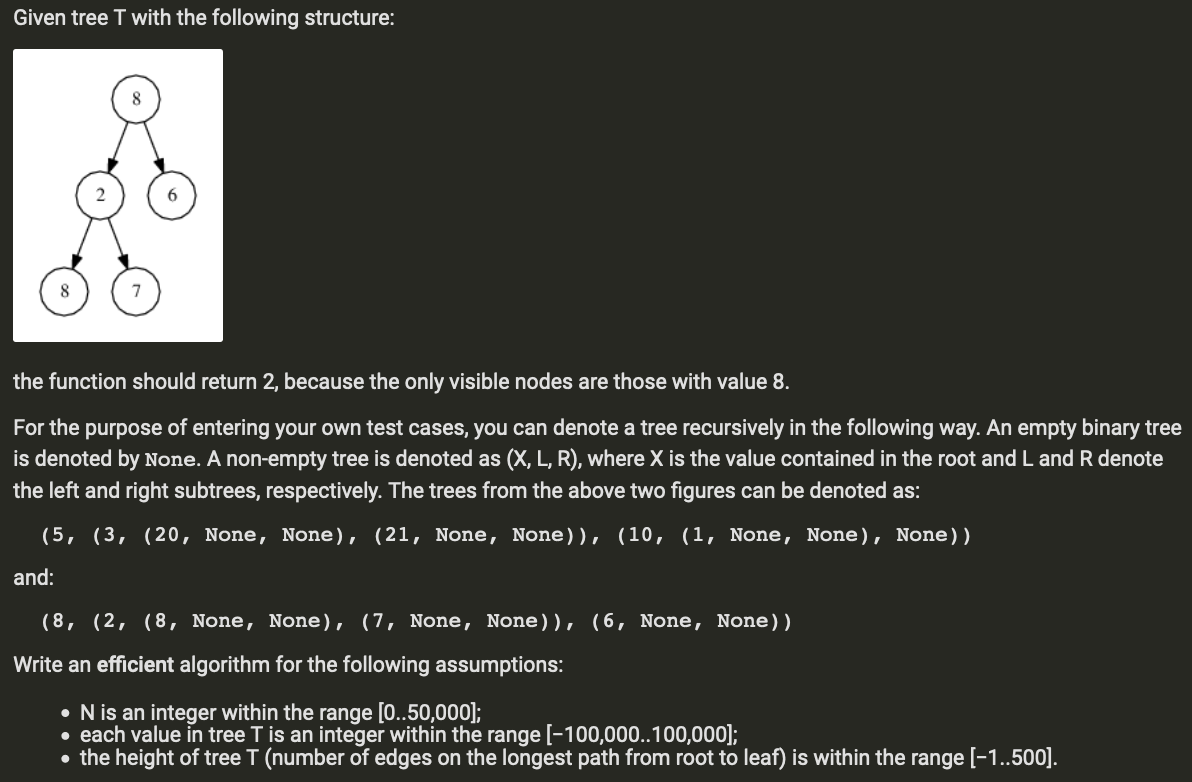 Given tree T with the following structure:
8
2 6
8 7
the function should return 2, because the only visible nodes are those with value 8.
For the purpose of entering your own test cases, you can denote a tree recursively in the following way. An empty binary tree
is denoted by None. A non-empty tree is denoted as (X, L, R), where X is the value contained in the root and L and R denote
the left and right subtrees, respectively. The trees from the above two figures can be denoted as:
(5, (3, (20, None, None), (21, None, None)), (10, (1, None, None), None))
and:
(8, (2, (8, None, None), (7, None, None)), (6, None, None))
Write an efficient algorithm for the following assumptions:
• N is an integer within the range [0..50,000];
• each value in tree T is an integer within the range [−100,000..100,000];
• the height of tree T (number of edges on the longest path from root to leaf) is within the range [−1..500].